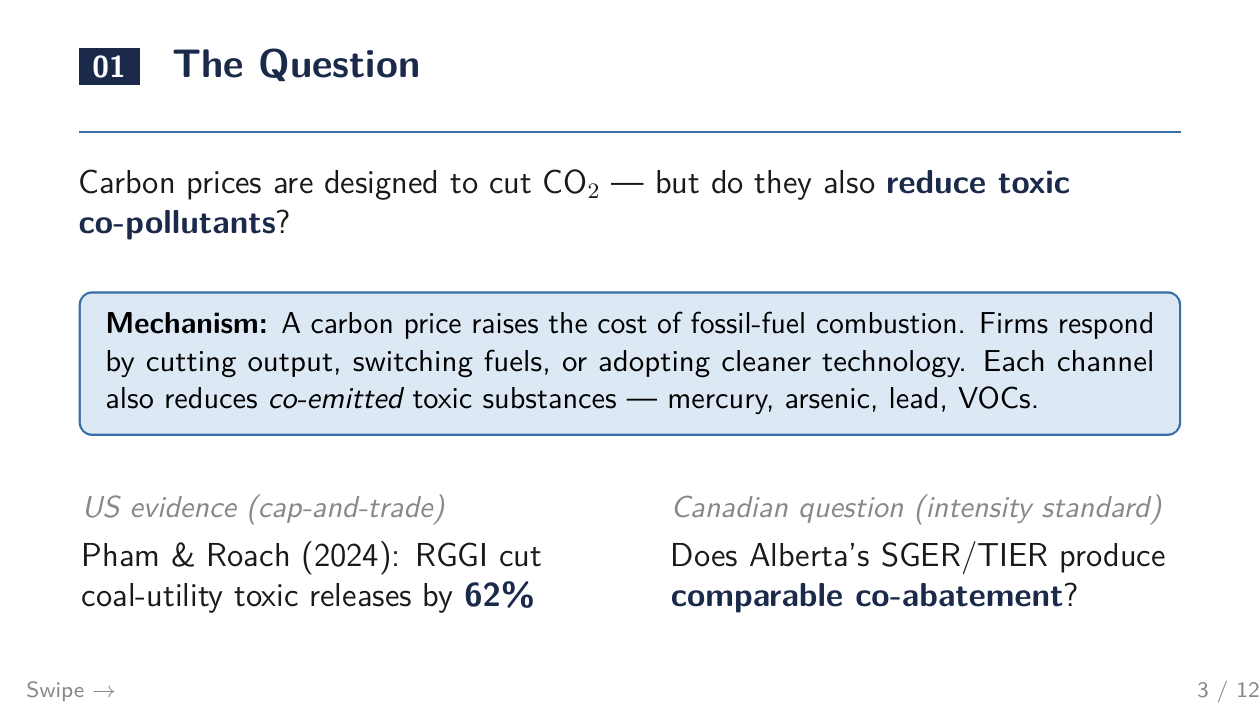 01 The Question
Carbon prices are designed to cut CO₂ — but do they also reduce toxic
co-pollutants?
Mechanism: A carbon price raises the cost of fossil-fuel combustion. Firms respond
by cutting output, switching fuels, or adopting cleaner technology. Each channel
also reduces co-emitted toxic substances — mercury, arsenic, lead, VOCs.
US evidence (cap-and-trade)
Pham & Roach (2024): RGGI cut
coal-utility toxic releases by 62%
Canadian question (intensity standard)
Does Alberta's SGER/TIER produce
comparable co-abatement?
Swipe →
3 / 12